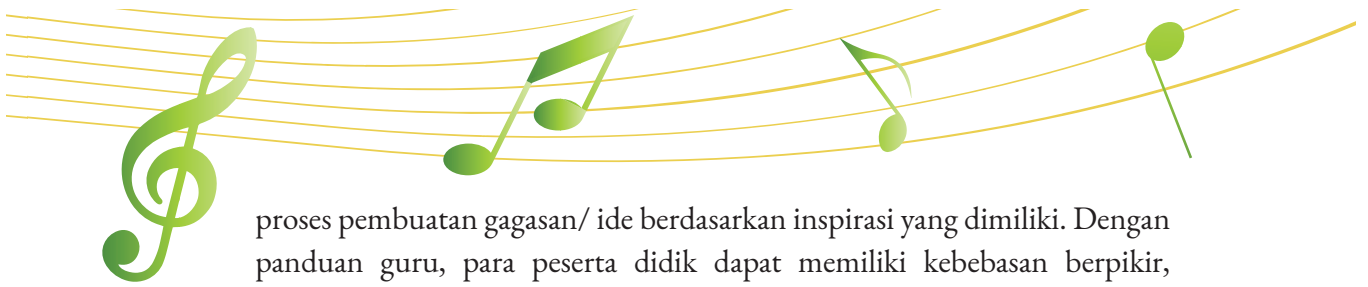 proses pembuatan gagasan/ ide berdasarkan inspirasi yang dimiliki. Dengan
panduan guru, para peserta didik dapat memiliki kebebasan berpikir,